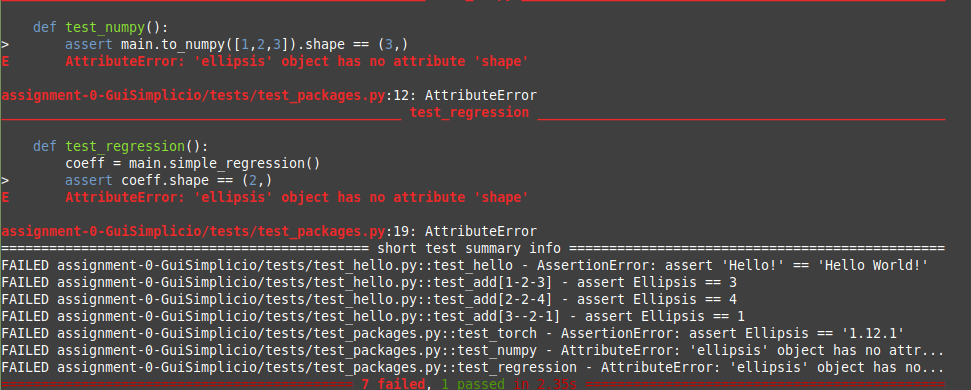 def test_numpy():
> assert main.to_numpy([1,2,3]).shape == (3,)
E AttributeError: 'ellipsis' object has no attribute 'shape'
assignment-0-GuiSimplicio/tests/test_packages.py:12: AttributeError
test_regression
def test_regression():
coeff = main.simple_regression()
> assert coeff.shape == (2,)
E AttributeError: 'ellipsis' object has no attribute 'shape'
assignment-0-GuiSimplicio/tests/test_packages.py:19: AttributeError
============================================== short test summary info ===============================================
FAILED assignment-0-GuiSimplicio/tests/test_hello.py::test_hello - AssertionError: assert 'Hello!' == 'Hello World!'
FAILED assignment-0-GuiSimplicio/tests/test_hello.py::test_add[1-2-3] - assert Ellipsis == 3
FAILED assignment-0-GuiSimplicio/tests/test_hello.py::test_add[2-2-4] - assert Ellipsis == 4
FAILED assignment-0-GuiSimplicio/tests/test_hello.py::test_add[3--2-1] - assert Ellipsis == 1
FAILED assignment-0-GuiSimplicio/tests/test_packages.py::test_torch - AssertionError: assert Ellipsis == '1.12.1'
FAILED assignment-0-GuiSimplicio/tests/test_packages.py::test_numpy - AttributeError: 'ellipsis' object has no attr...
FAILED assignment-0-GuiSimplicio/tests/test_packages.py::test_regression - AttributeError: 'ellipsis' object has no...
7 failed, 1 passed in 2.35s